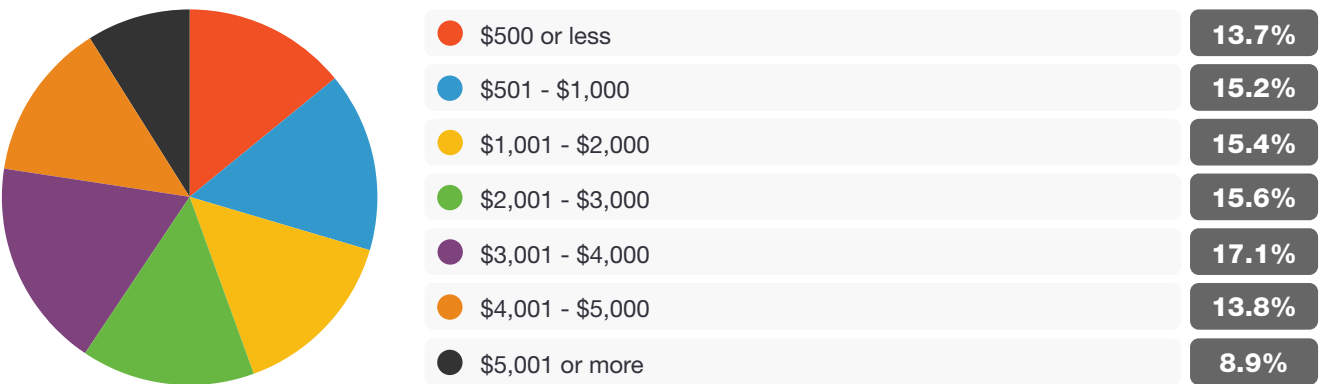 $500 or less 13.7%
$501 - $1,000 15.2%
$1,001 - $2,000 15.4%
$2,001 - $3,000 15.6%
$3,001 - $4,000 17.1%
$4,001 - $5,000 13.8%
$5,001 or more 8.9%